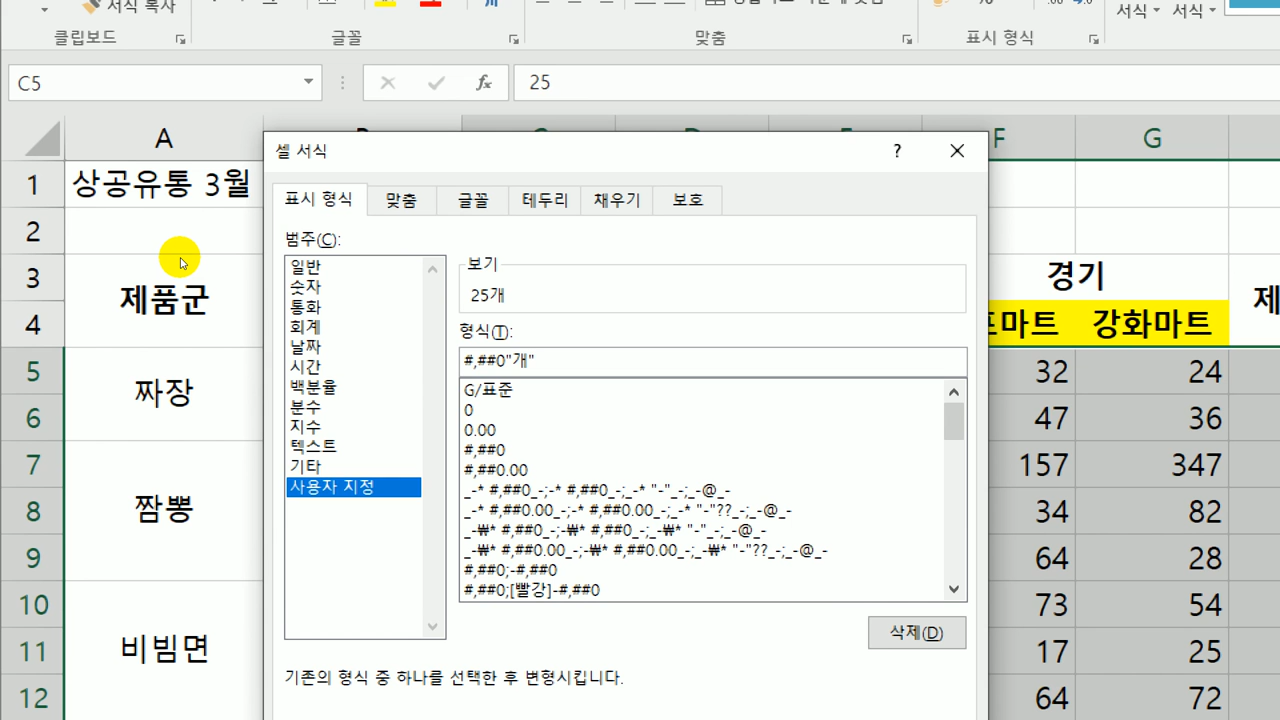 서식 복사
서식 서식
클립보드 글꼴 맞춤 표시 형식
C5 fx 25
A F G
셀 서식 ?
1 상공유통 3월
표시 형식 맞춤 글꼴 테두리 채우기 보호
2
범주(C):
일반
숫자
통화
회계
날짜
시간
백분율
분수
지수
텍스트
기타
사용자 지정
보기
25개
형식(T):
#,##0"개"
G/표준
0
0.00
#,##0
#,##0.00
_-* #,##0_-;-* #,##0_-;_-* "-"_-;_-@_-
_-* #,##0.00_-;-* #,##0.00_-;_-* "-"??_-;_-@_-
_-₩* #,##0_-;-₩* #,##0_-;_-₩* "-"_-;_-@_-
_-₩* #,##0.00_-;-₩* #,##0.00_-;_-₩* "-"??_-;_-@_-
#,##0;-#,##0
#,##0;[빨강]-#,##0
삭제(D)
기존의 형식 중 하나를 선택한 후 변형시킵니다.
3 제품군 경기 제
4 마트 강화마트
5 짜장 32 24
6 47 36
7 157 347
8 짬뽕 34 82
9 64 28
10 73 54
11 비빔면 17 25
12 64 72